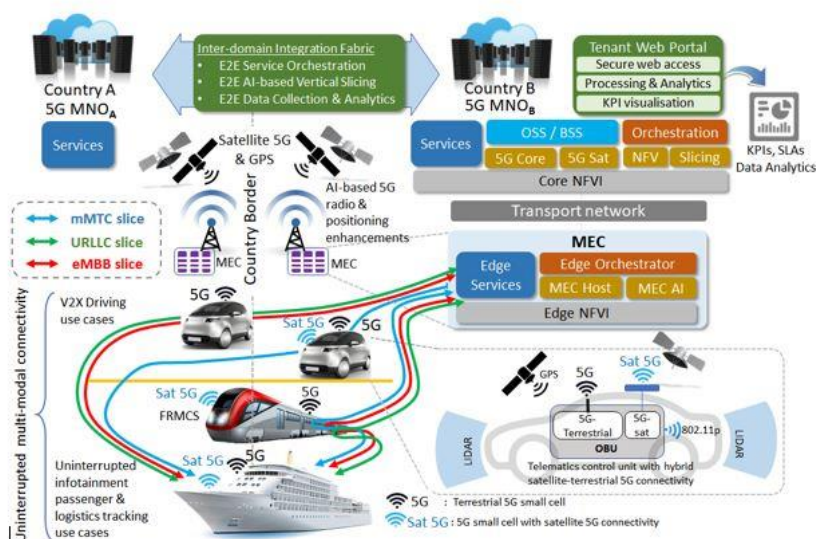 Inter-domain Integration Fabric
• E2E Service Orchestration
• E2E AI-based Vertical Slicing
• E2E Data Collection & Analytics
Country A
5G MNOA
Services
Country B
5G MNOB
Tenant Web Portal
Secure web access
Processing & Analytics
KPI visualisation
KPIs, SLAs
Data Analytics
Services
OSS / BSS
Orchestration
5G Core
5G Sat
NFV
Slicing
Core NFVI
Transport network
Satellite 5G
& GPS
Country Border
AI-based 5G
radio &
positioning
enhancements
MEC
MEC
mMTC slice
URLLC slice
eMBB slice
MEC
Edge
Services
Edge Orchestrator
MEC Host
MEC AI
Edge NFVI
Uninterrupted multi-modal connectivity
V2X Driving
use cases
5G
Sat 5G
5G
Sat 5G
FRMCS
5G
Uninterrupted
infotainment
passenger &
logistics tracking
use cases
Sat 5G
5G
GPS
5G
Sat 5G
5G-
Terrestrial
5G-
sat
OBU
802.11p
LIDAR
LIDAR
Telematics control unit with hybrid
satellite-terrestrial 5G connectivity
5G : Terrestrial 5G small cell
Sat 5G : 5G small cell with satellite 5G connectivity